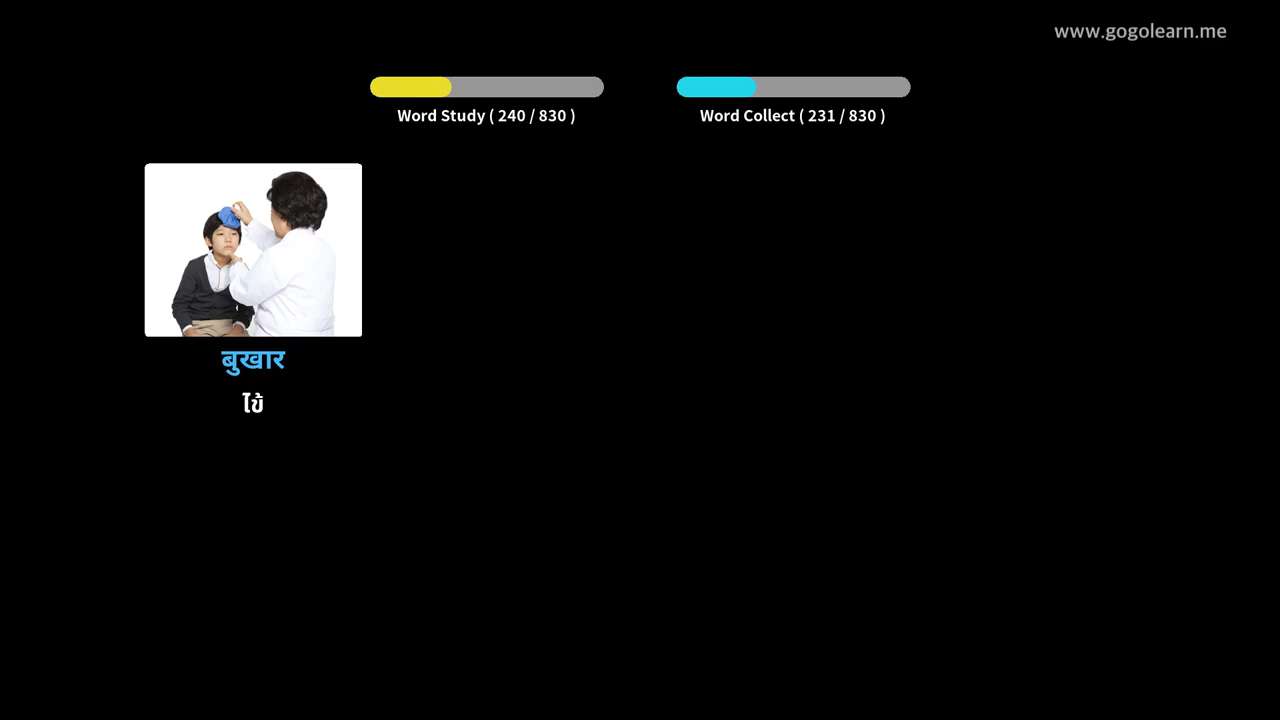 www.gogolearn.me
Word Study ( 240 / 830 )
Word Collect ( 231 / 830 )
बुखार
ไข้